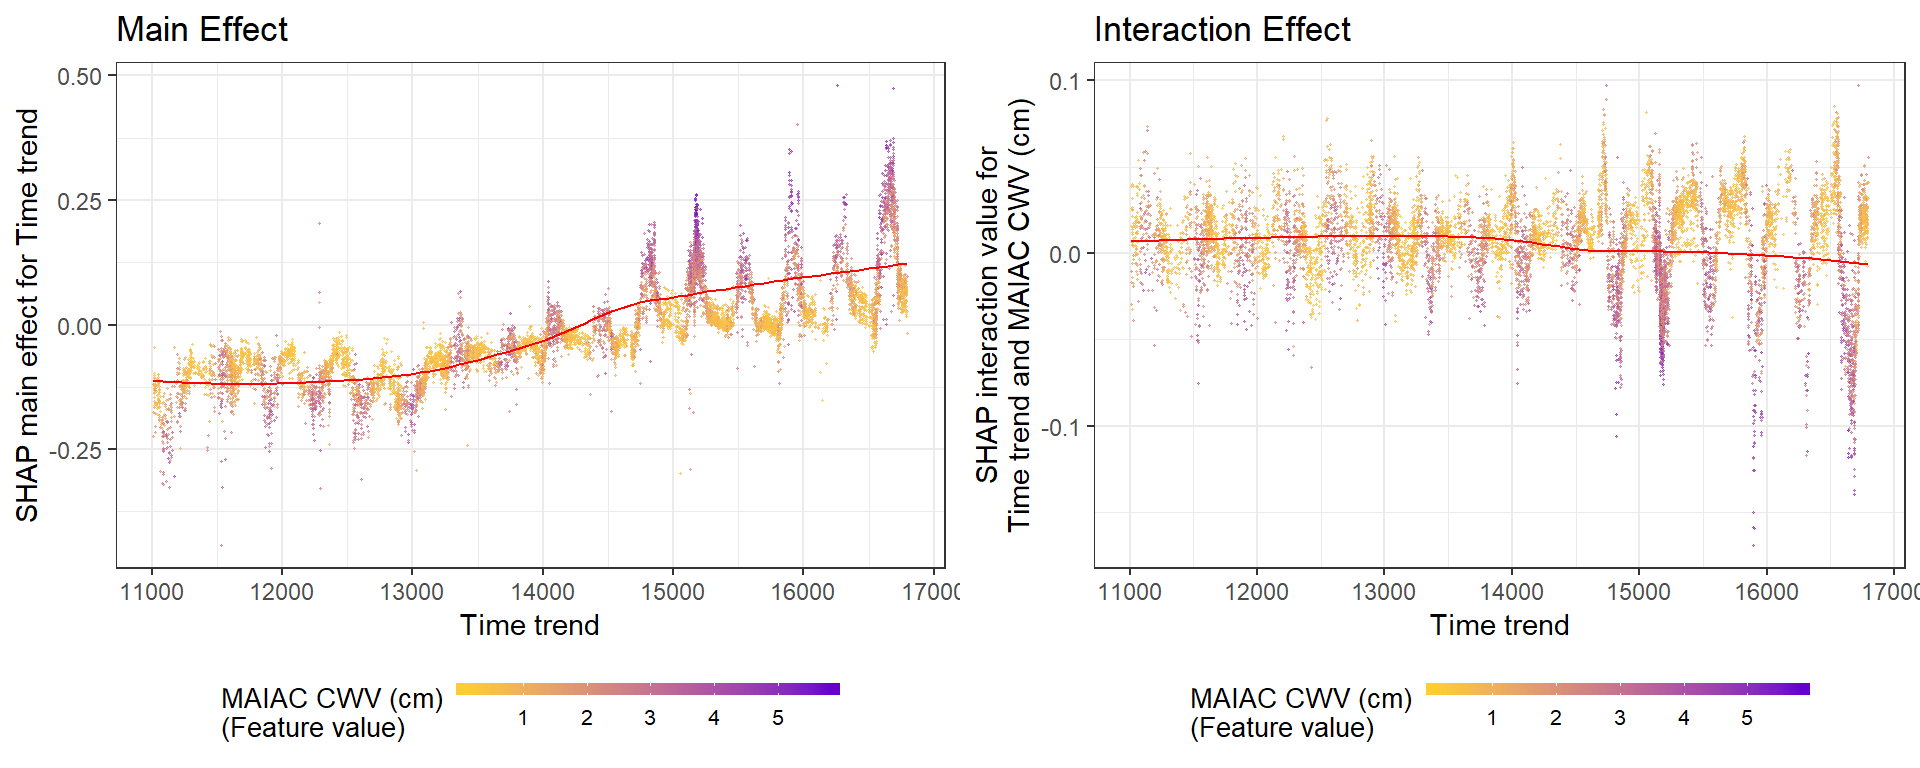 Main Effect
SHAP main effect for Time trend
0.50
0.25
0.00
-0.25
11000 12000 13000 14000 15000 16000 17000
Time trend
MAIAC CWV (cm)
(Feature value)
1 2 3 4 5
Interaction Effect
SHAP interaction value for
Time trend and MAIAC CWV (cm)
0.1
0.0
-0.1
11000 12000 13000 14000 15000 16000 17000
Time trend
MAIAC CWV (cm)
(Feature value)
1 2 3 4 5